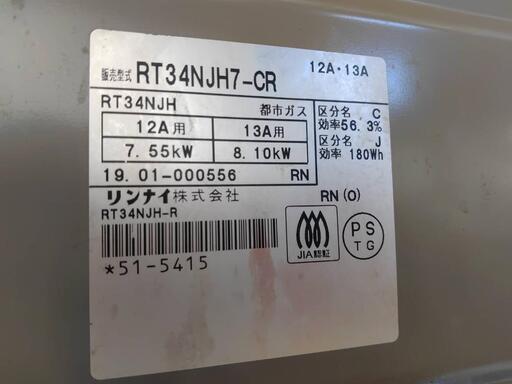 販売型式 RT34NJH7-CR 12A・13A
RT34NJH 都市ガス
12A用 13A用
7.55kW 8.10kW
区分名 C
効率56.3%
区分名 J
効率 180Wh
19.01-000556 RN
リンナイ株式会社
RT34NJH-R
RN(O)
*51-5415
JIA認証
PS
TG